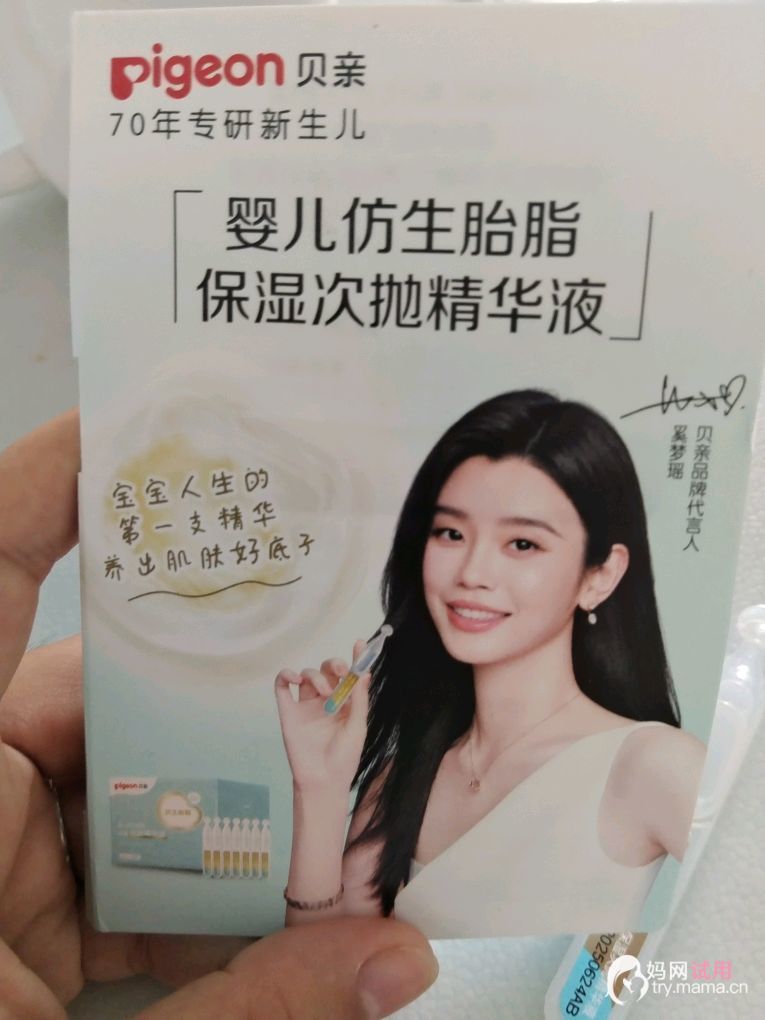 pigeon 贝亲
70年专研新生儿
婴儿仿生胎脂
保湿次抛精华液
贝亲品牌代言人
奚梦瑶
宝宝人生的
第一支精华
养出肌肤好底子
pigeon 贝亲
20250624AB
妈网试用
try.mama.cn